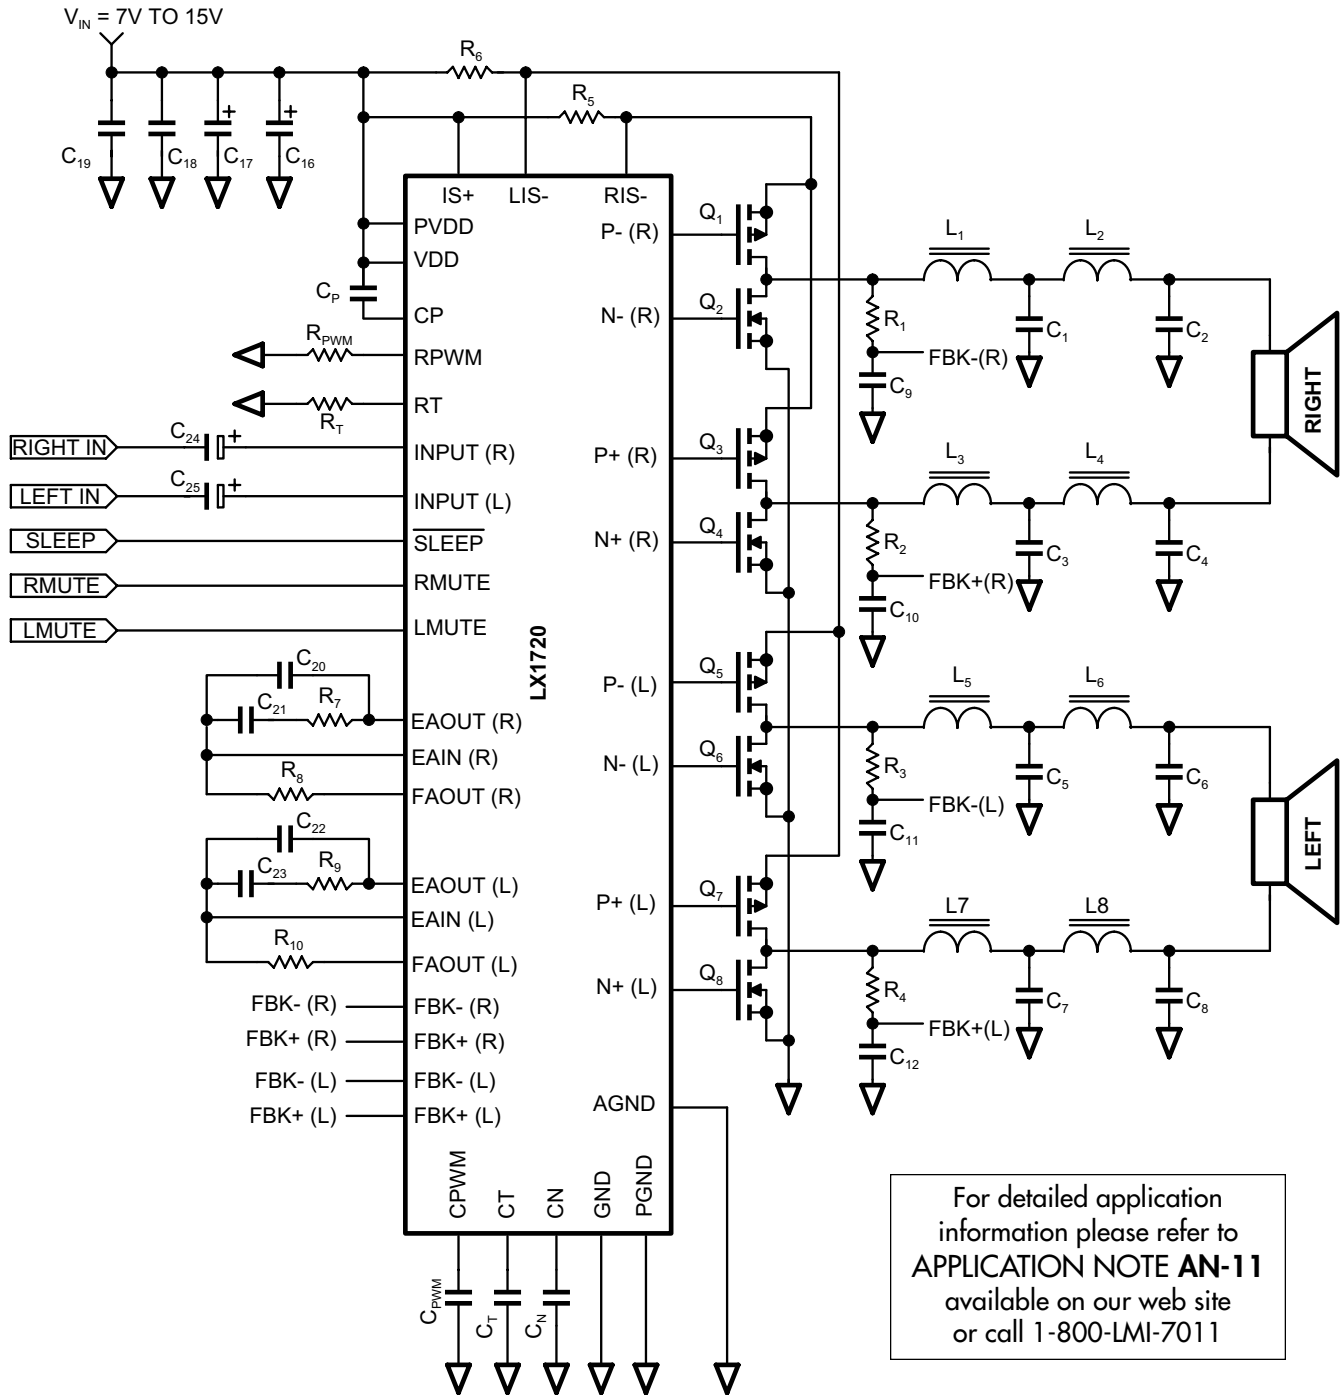 V_IN = 7V TO 15V
R6
R5
C19
C18
+
C17
+
C16
IS+
LIS-
RIS-
PVDD
VDD
CP
CP
RPWM
RPWM
RT
RT
RIGHT IN
C24
+
INPUT (R)
LEFT IN
C25
+
INPUT (L)
SLEEP
SLEEP
RMUTE
RMUTE
LMUTE
LMUTE
LX1720
C20
C21
R7
EAOUT (R)
EAIN (R)
R8
FAOUT (R)
C22
C23
R9
EAOUT (L)
EAIN (L)
R10
FAOUT (L)
FBK- (R)
FBK- (R)
FBK+ (R)
FBK+ (R)
FBK- (L)
FBK- (L)
FBK+ (L)
FBK+ (L)
P- (R)
Q1
N- (R)
Q2
P+ (R)
Q3
N+ (R)
Q4
P- (L)
Q5
N- (L)
Q6
P+ (L)
Q7
N+ (L)
Q8
AGND
CPWM
CT
CN
GND
PGND
CPWM
CT
CN
L1
L2
R1
C1
C2
FBK-(R)
C9
RIGHT
L3
L4
R2
C3
C4
FBK+(R)
C10
L5
L6
R3
C5
C6
FBK-(L)
C11
LEFT
L7
L8
R4
C7
C8
FBK+(L)
C12
For detailed application
information please refer to
APPLICATION NOTE AN-11
available on our web site
or call 1-800-LMI-7011